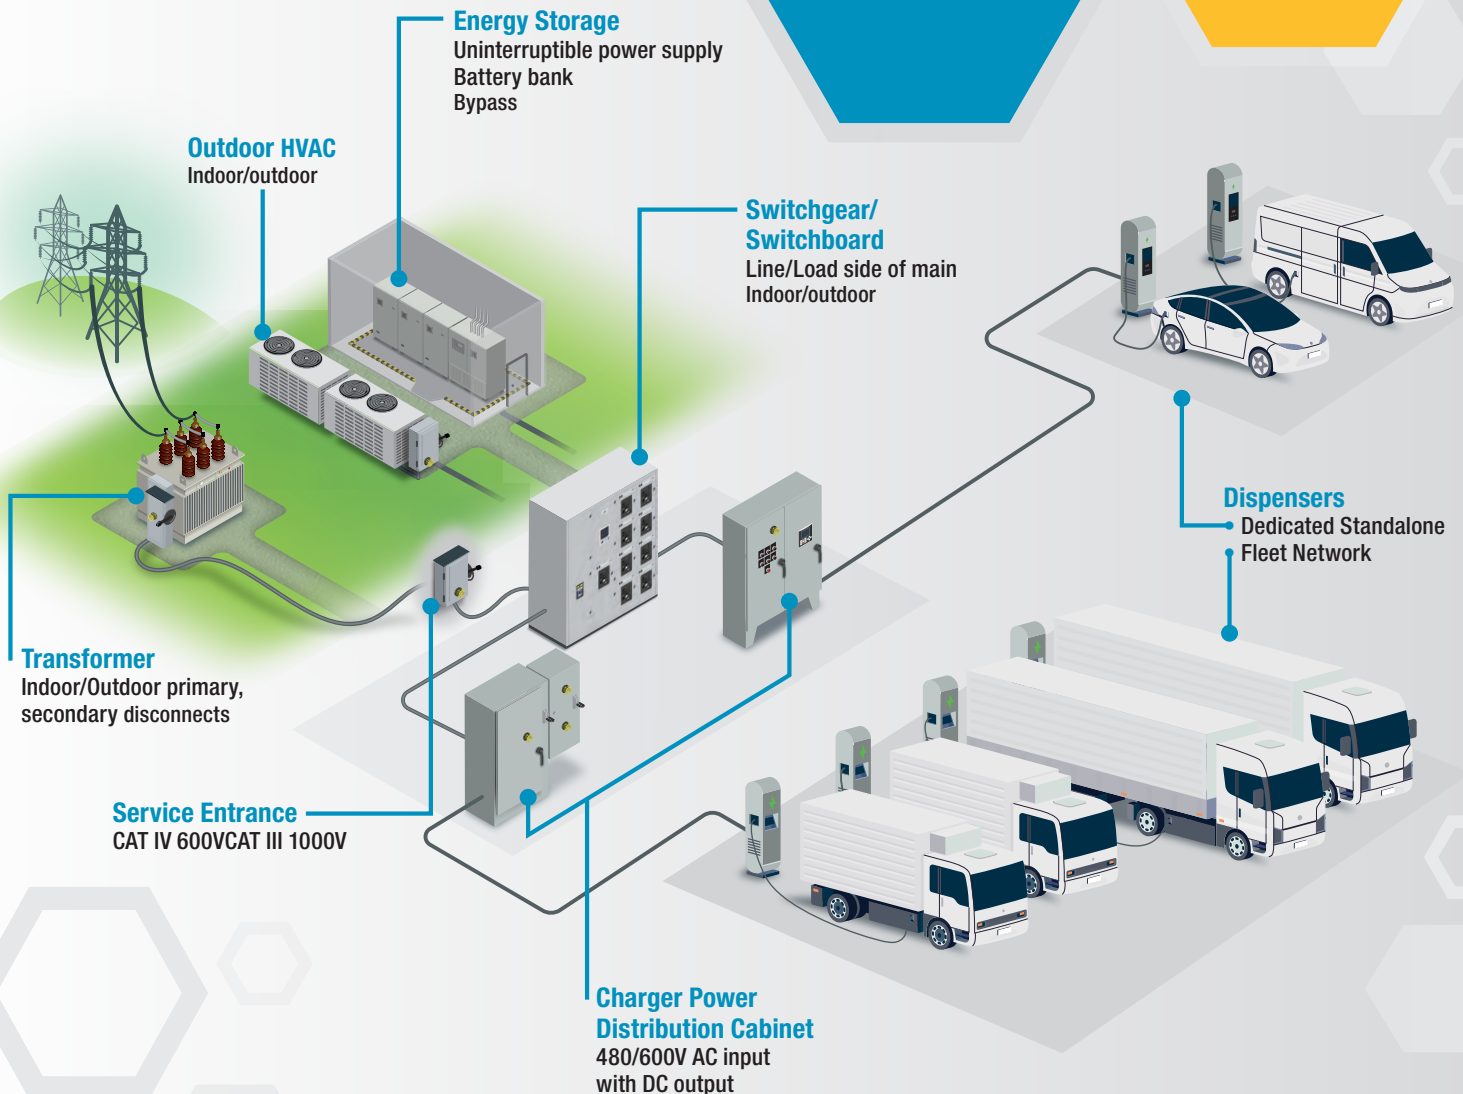 Energy Storage
Uninterruptible power supply
Battery bank
Bypass
Outdoor HVAC
Indoor/outdoor
Switchgear/
Switchboard
Line/Load side of main
Indoor/outdoor
Dispensers
Dedicated Standalone
Fleet Network
Transformer
Indoor/Outdoor primary,
secondary disconnects
Service Entrance
CAT IV 600VCAT III 1000V
Charger Power
Distribution Cabinet
480/600V AC input
with DC output